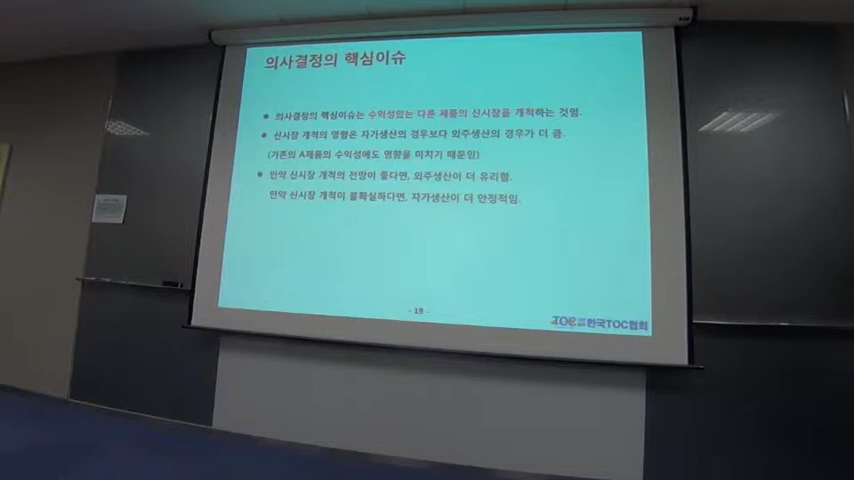 의사결정의 핵심이슈
● 의사결정의 핵심이슈는 수익성있는 다른 제품의 신시장을 개척하는 것임.
● 신시장 개척의 영향은 자가생산의 경우보다 외주생산의 경우가 더 큼.
(기존의 A제품의 수익성에도 영향을 미치기 때문임)
● 만약 신시장 개척의 전망이 좋다면, 외주생산이 더 유리함.
만약 신시장 개척이 불확실하다면, 자가생산이 더 안정적임.
- 19 -
TOC 한국TOC협회